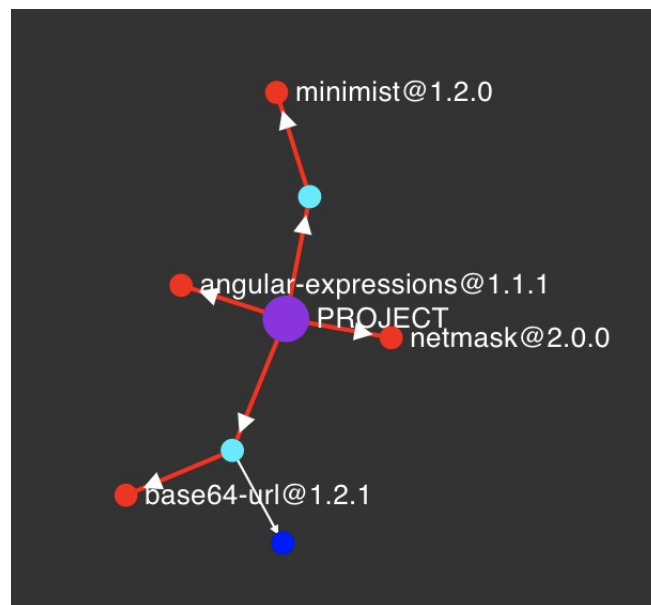 minimist@1.2.0
angular-expressions@1.1.1
PROJECT
netmask@2.0.0
base64-url@1.2.1